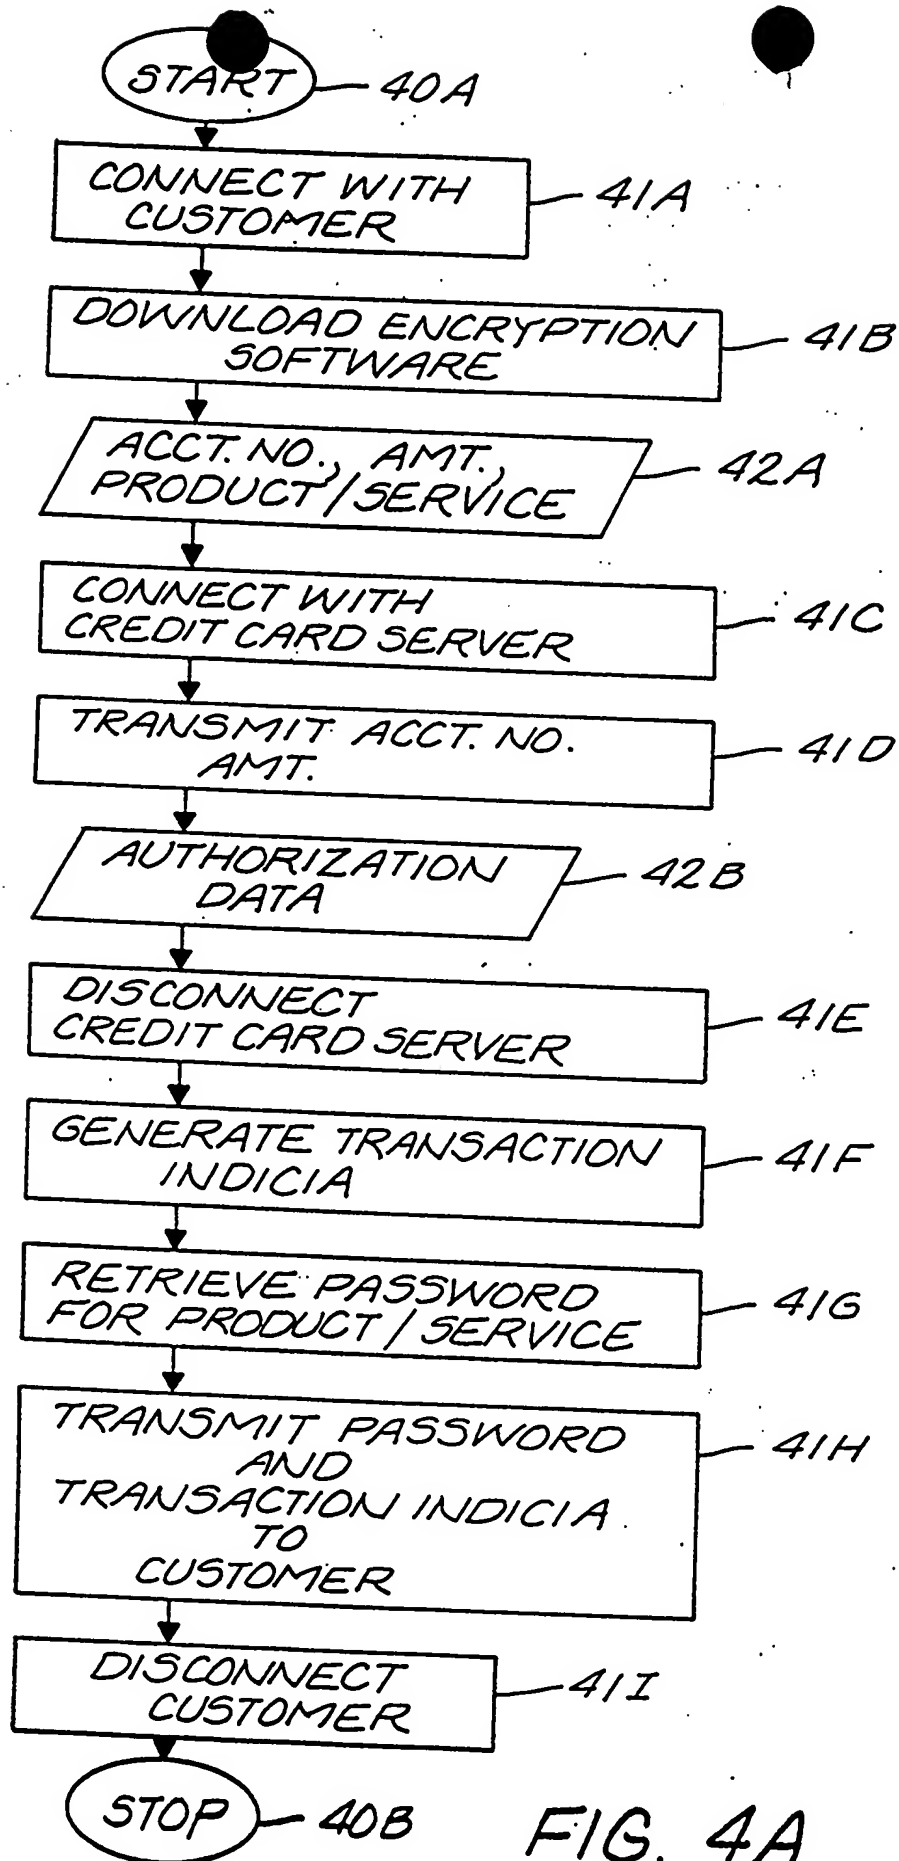 START
40A
CONNECT WITH
CUSTOMER
41A
DOWNLOAD ENCRYPTION
SOFTWARE
41B
ACCT. NO., AMT.,
PRODUCT/SERVICE
42A
CONNECT WITH
CREDIT CARD SERVER
41C
TRANSMIT ACCT. NO.
AMT.
41D
AUTHORIZATION
DATA
42B
DISCONNECT
CREDIT CARD SERVER
41E
GENERATE TRANSACTION
INDICIA
41F
RETRIEVE PASSWORD
FOR PRODUCT/SERVICE
41G
TRANSMIT PASSWORD
AND
TRANSACTION INDICIA
TO
CUSTOMER
41H
DISCONNECT
CUSTOMER
41I
STOP
40B
FIG. 4A